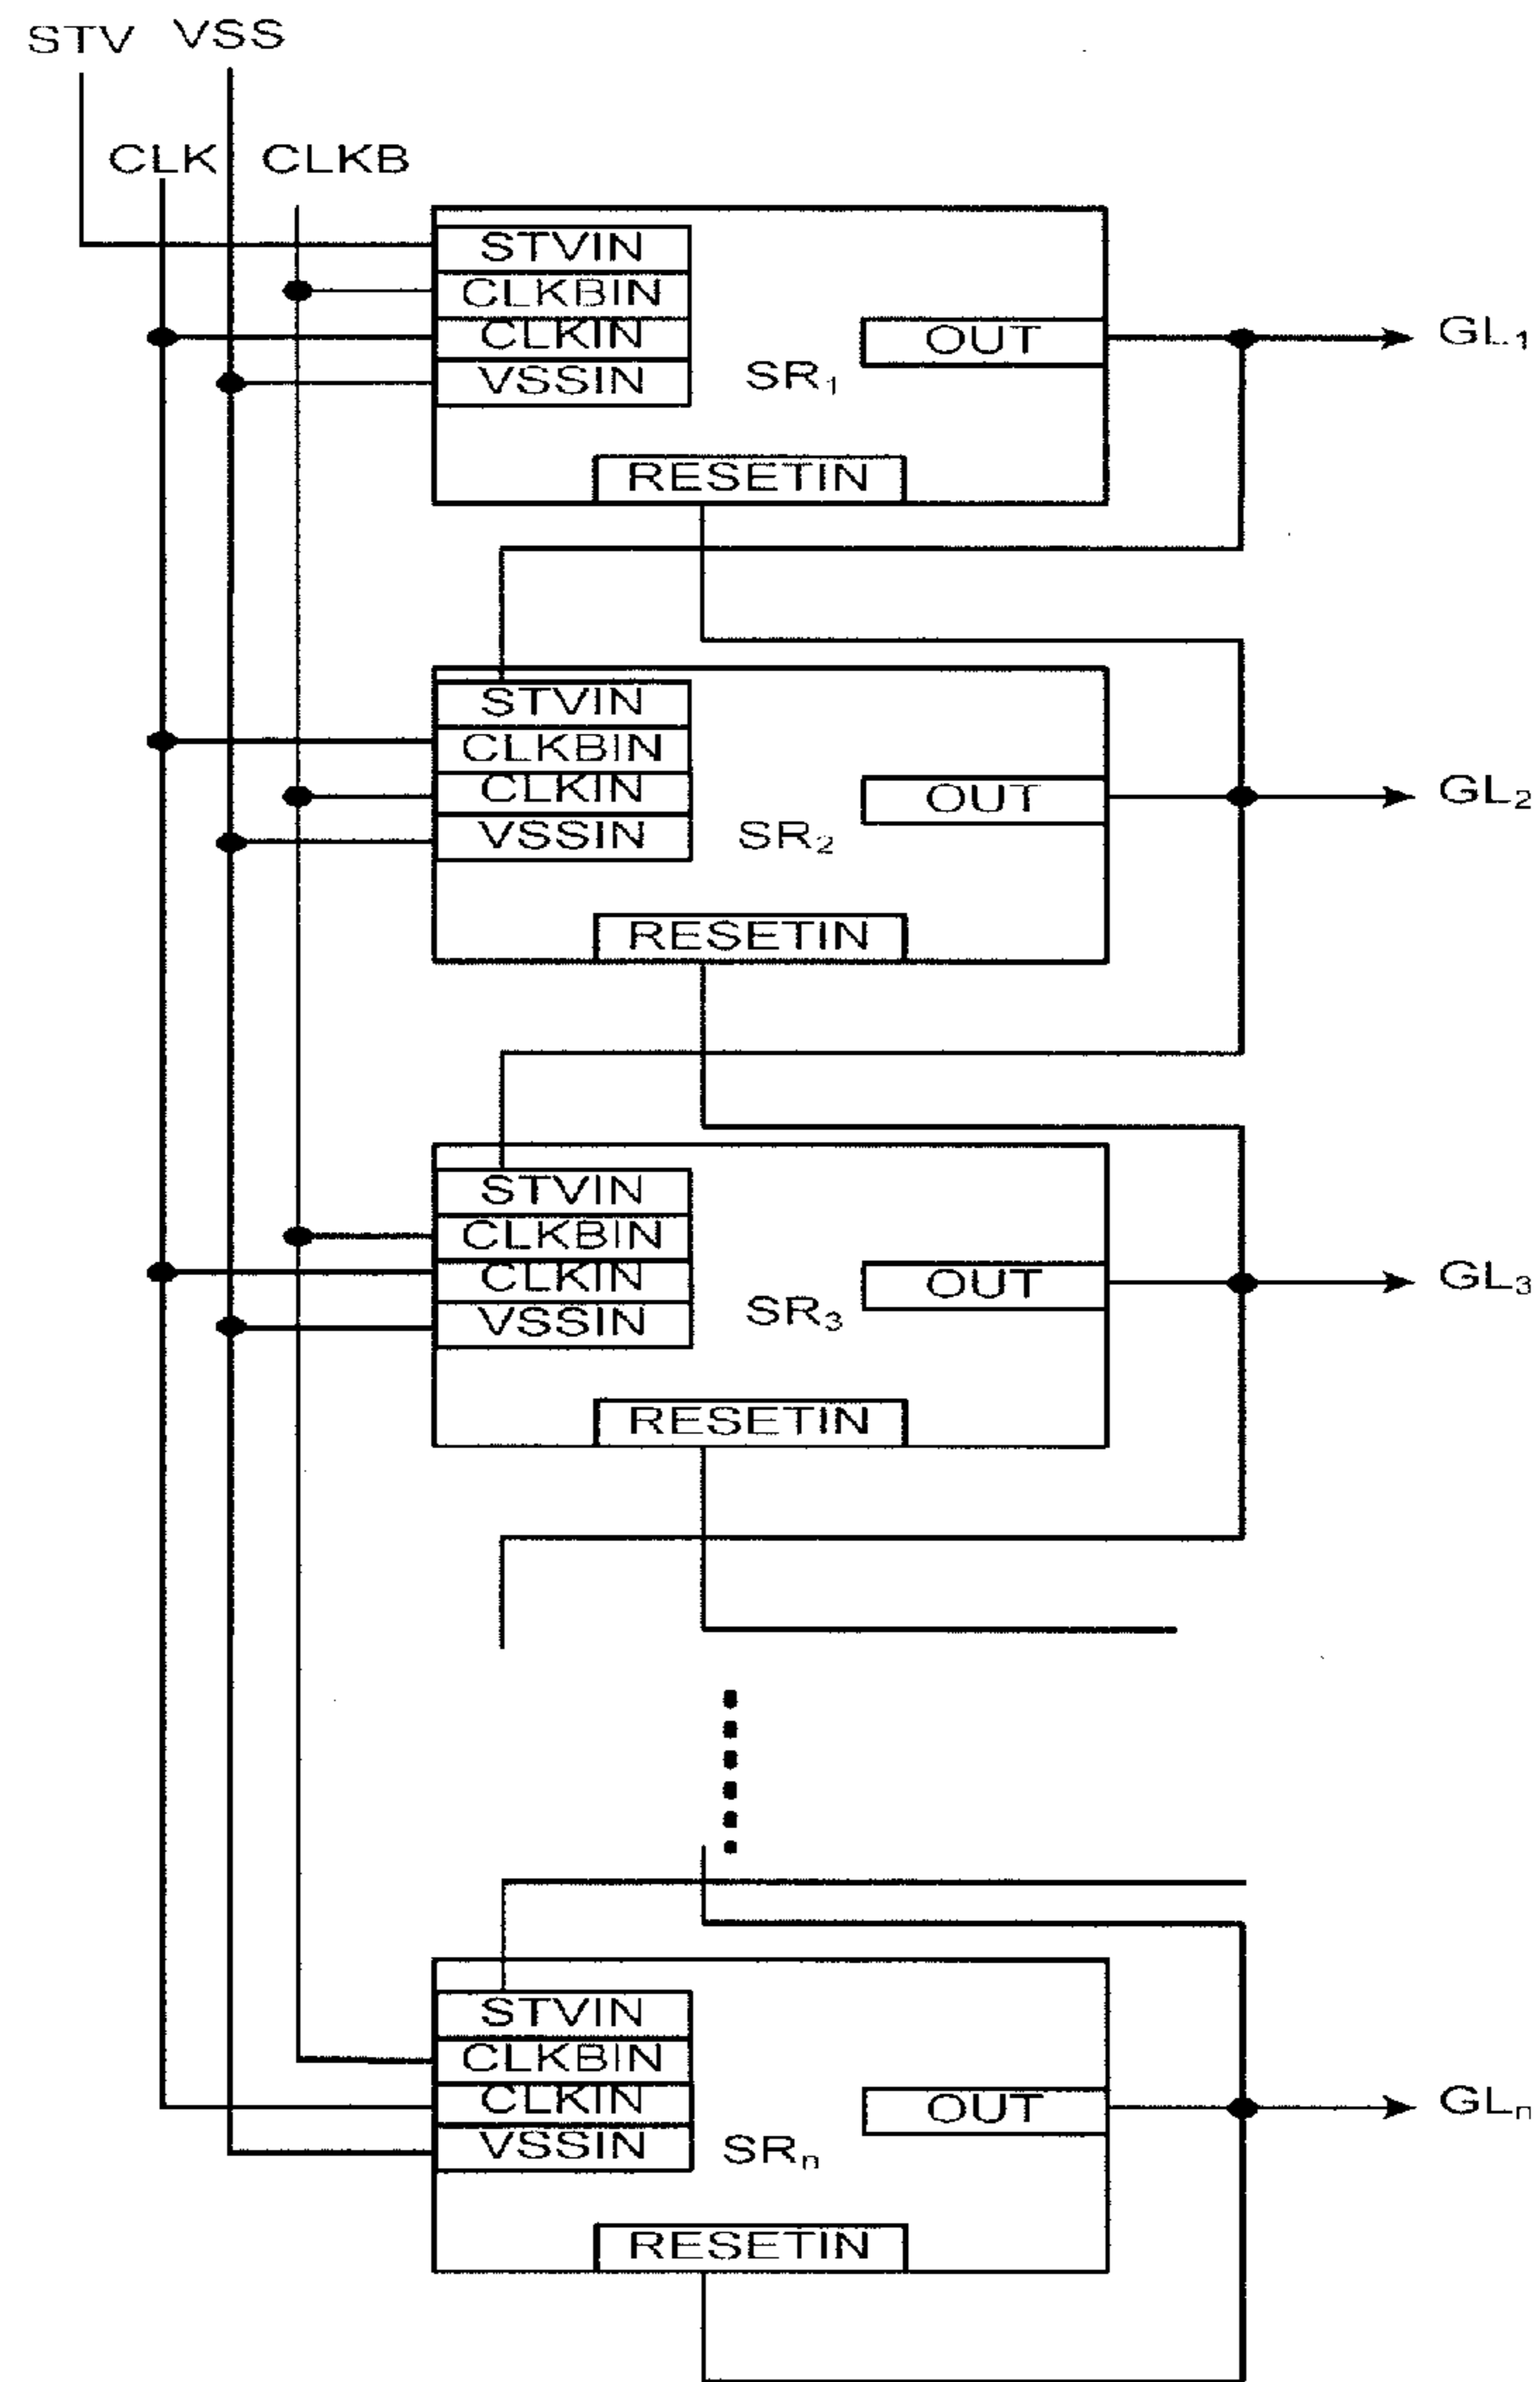 STV VSS
CLK CLKB
STVIN
CLKBIN
CLKIN
VSSIN
SR₁
OUT
GL₁
RESETIN
STVIN
CLKBIN
CLKIN
VSSIN
SR₂
OUT
GL₂
RESETIN
STVIN
CLKBIN
CLKIN
VSSIN
SR₃
OUT
GL₃
RESETIN
STVIN
CLKBIN
CLKIN
VSSIN
SRₙ
OUT
GLₙ
RESETIN